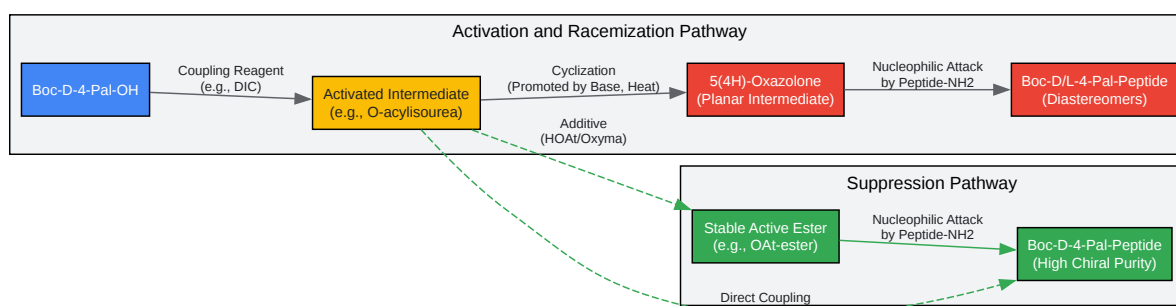 Activation and Racemization Pathway
Boc-D-4-Pal-OH
Coupling Reagent
(e.g., DIC)
Activated Intermediate
(e.g., O-acylisourea)
Cyclization
(Promoted by Base, Heat)
5(4H)-Oxazolone
(Planar Intermediate)
Nucleophilic Attack
by Peptide-NH2
Boc-D/L-4-Pal-Peptide
(Diastereomers)
Additive
(HOAt/Oxyma)
Suppression Pathway
Stable Active Ester
(e.g., OAt-ester)
Nucleophilic Attack
by Peptide-NH2
Boc-D-4-Pal-Peptide
(High Chiral Purity)
Direct Coupling